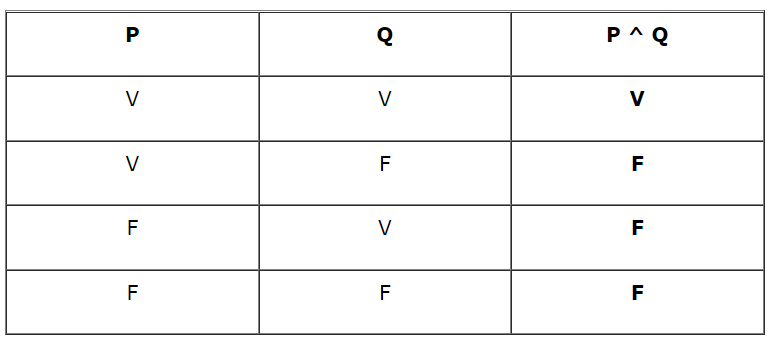 P Q P ^ Q
V V V
V F F
F V F
F F F